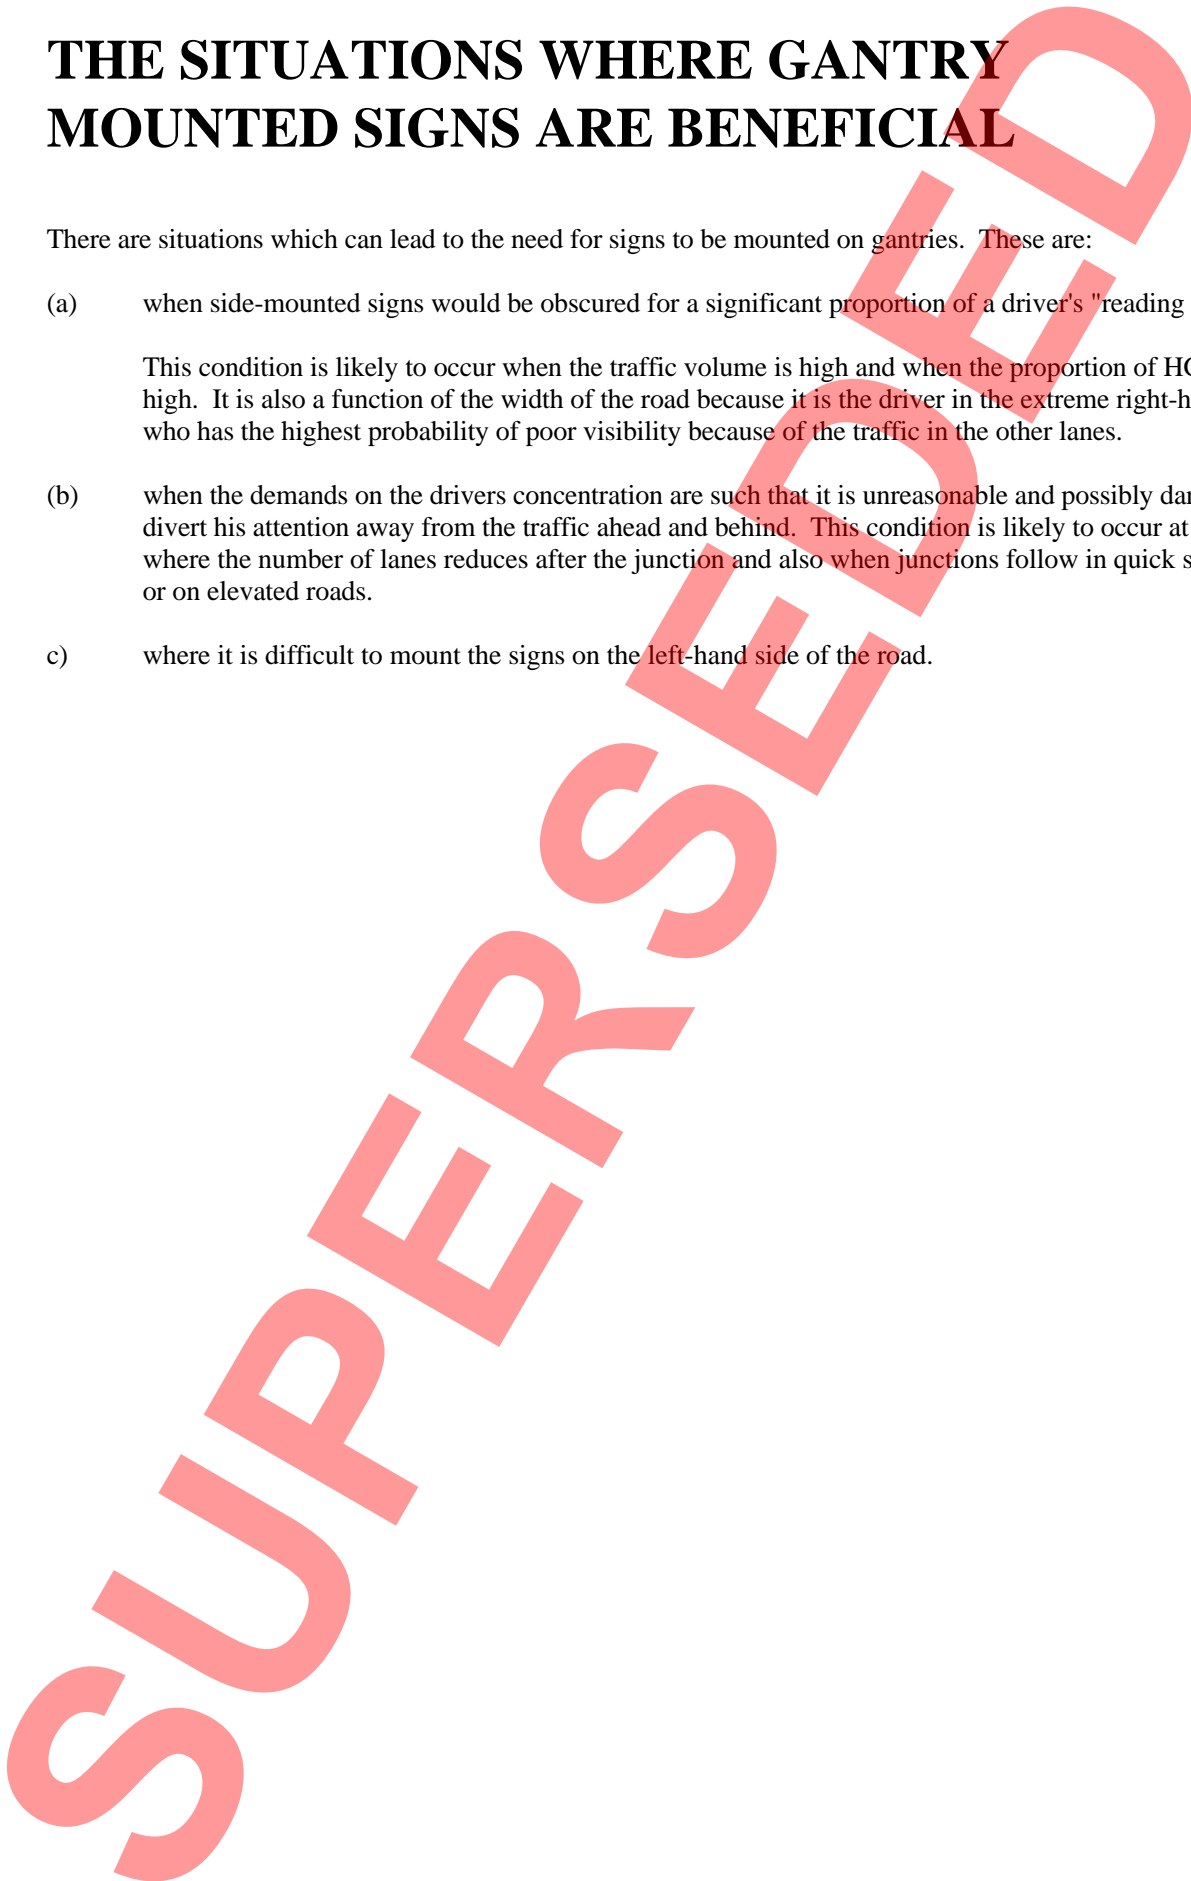 THE SITUATIONS WHERE GANTRY
MOUNTED SIGNS ARE BENEFICIAL
There are situations which can lead to the need for signs to be mounted on gantries. These are:
(a) when side-mounted signs would be obscured for a significant proportion of a driver's "reading
This condition is likely to occur when the traffic volume is high and when the proportion of
high. It is also a function of the width of the road because it is the driver in the extreme right-h
who has the highest probability of poor visibility because of the traffic in the other lanes.
(b) when the demands on the drivers concentration are such that it is unreasonable and possibly
divert his attention away from the traffic ahead and behind. This condition is likely to occur at
where the number of lanes reduces after the junction and also when junctions follow in quick
or on elevated roads.
c) where it is difficult to mount the signs on the left-hand side of the road.
SUPERSEDED